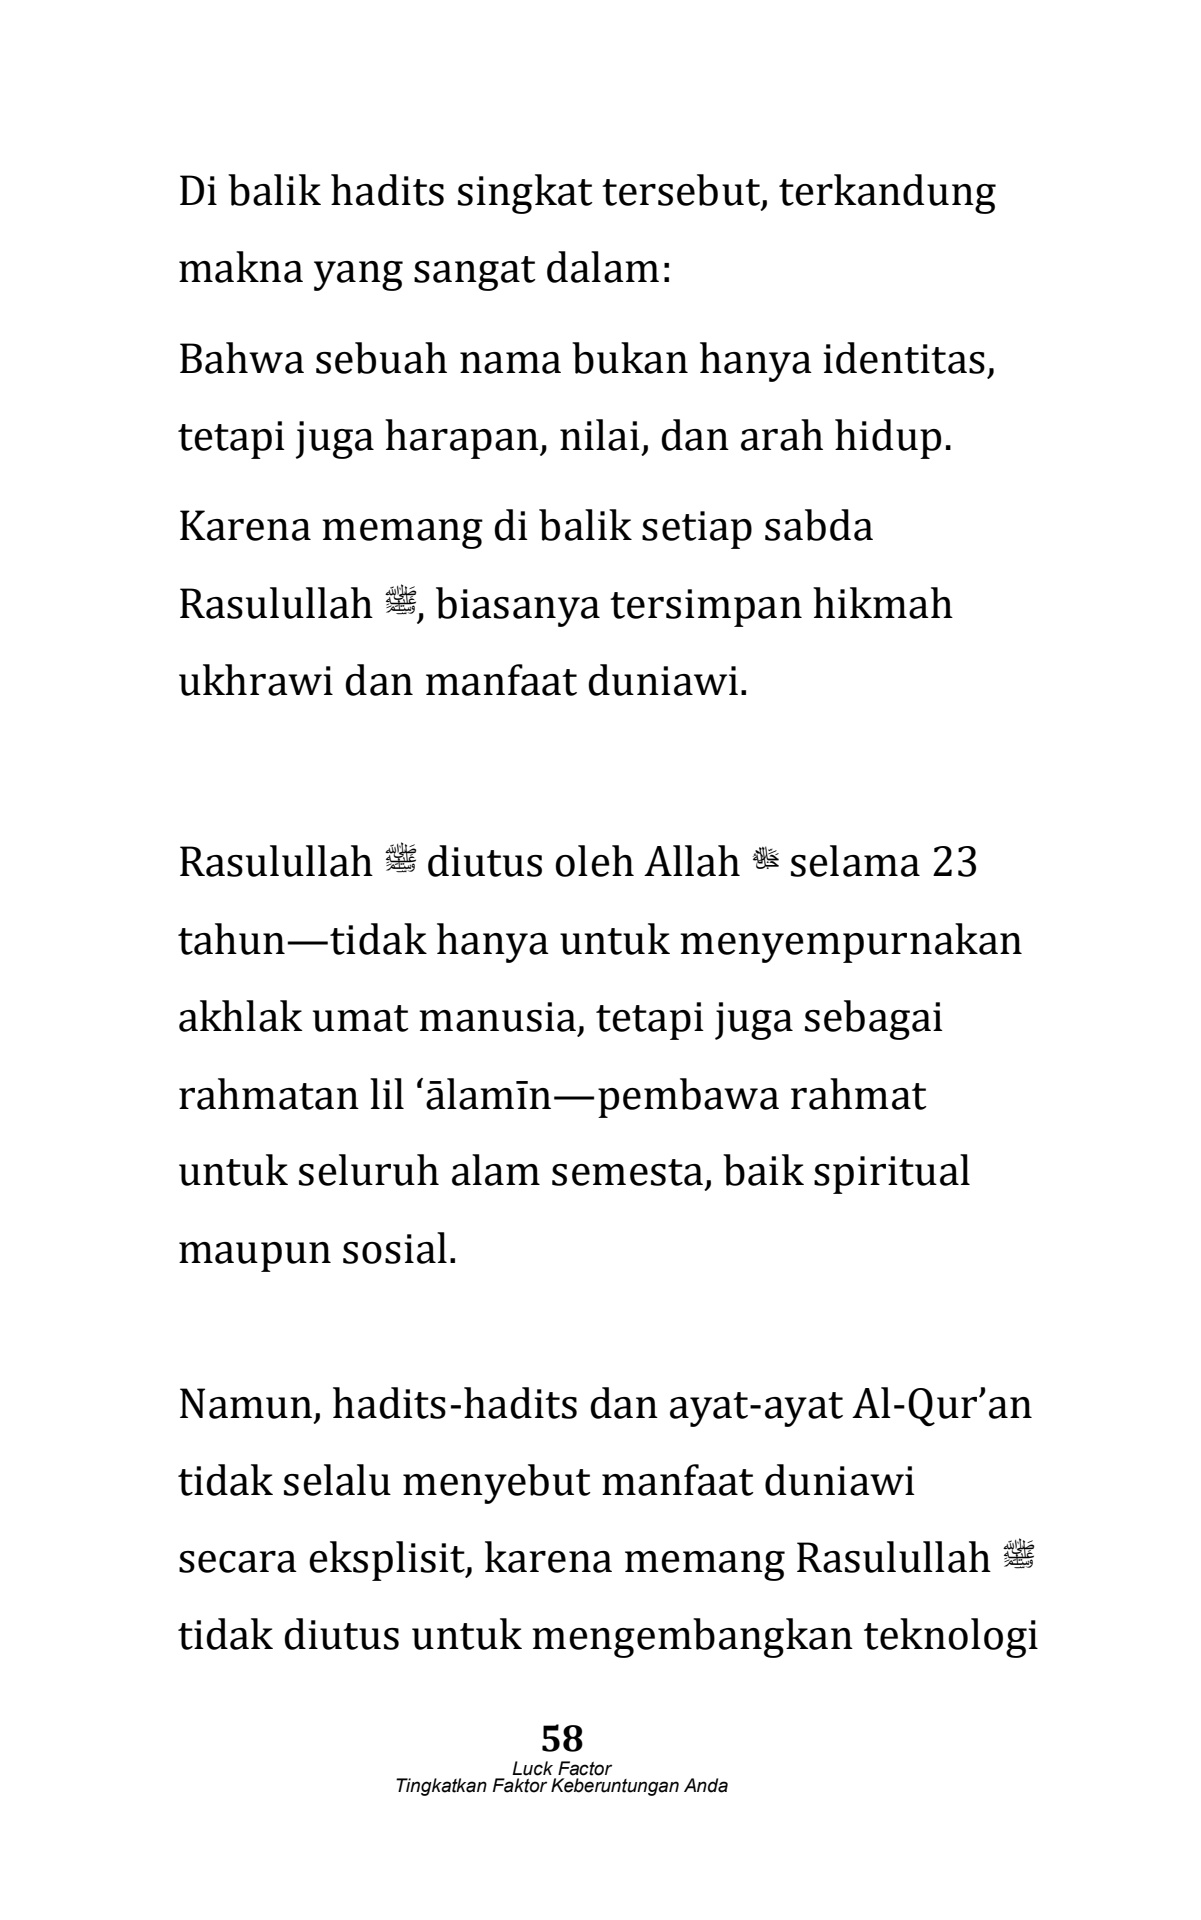 Di balik hadits singkat tersebut, terkandung
makna yang sangat dalam:
Bahwa sebuah nama bukan hanya identitas,
tetapi juga harapan, nilai, dan arah hidup.
Karena memang di balik setiap sabda
Rasulullah ﷺ, biasanya tersimpan hikmah
ukhrawi dan manfaat duniawi.
Rasulullah ﷺ diutus oleh Allah ﷻ selama 23
tahun—tidak hanya untuk menyempurnakan
akhlak umat manusia, tetapi juga sebagai
rahmatan lil ‘ālamīn—pembawa rahmat
untuk seluruh alam semesta, baik spiritual
maupun sosial.
Namun, hadits-hadits dan ayat-ayat Al-Qur’an
tidak selalu menyebut manfaat duniawi
secara eksplisit, karena memang Rasulullah ﷺ
tidak diutus untuk mengembangkan teknologi
58
Luck Factor
Tingkatkan Faktor Keberuntungan Anda